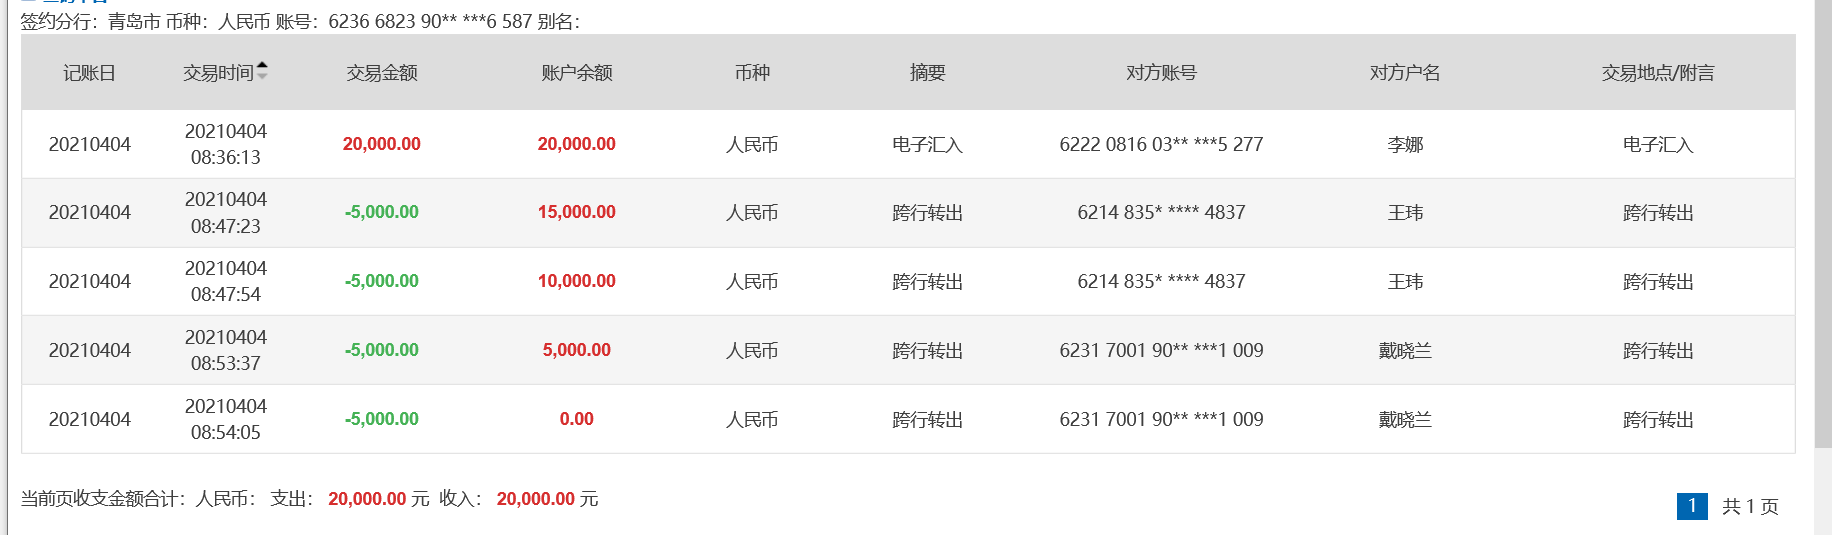 签约分行：青岛市 币种：人民币 账号：6236 6823 90** ***6 587 别名：
记账日 交易时间 交易金额 账户余额 币种 摘要 对方账号 对方户名 交易地点/附言
20210404 20210404 08:36:13 20,000.00 20,000.00 人民币 电子汇入 6222 0816 03** ***5 277 李娜 电子汇入
20210404 20210404 08:47:23 -5,000.00 15,000.00 人民币 跨行转出 6214 835* **** 4837 王玮 跨行转出
20210404 20210404 08:47:54 -5,000.00 10,000.00 人民币 跨行转出 6214 835* **** 4837 王玮 跨行转出
20210404 20210404 08:53:37 -5,000.00 5,000.00 人民币 跨行转出 6231 7001 90** ***1 009 戴晓兰 跨行转出
20210404 20210404 08:54:05 -5,000.00 0.00 人民币 跨行转出 6231 7001 90** ***1 009 戴晓兰 跨行转出
当前页收支金额合计：人民币： 支出： 20,000.00 元 收入： 20,000.00 元
1 共 1 页